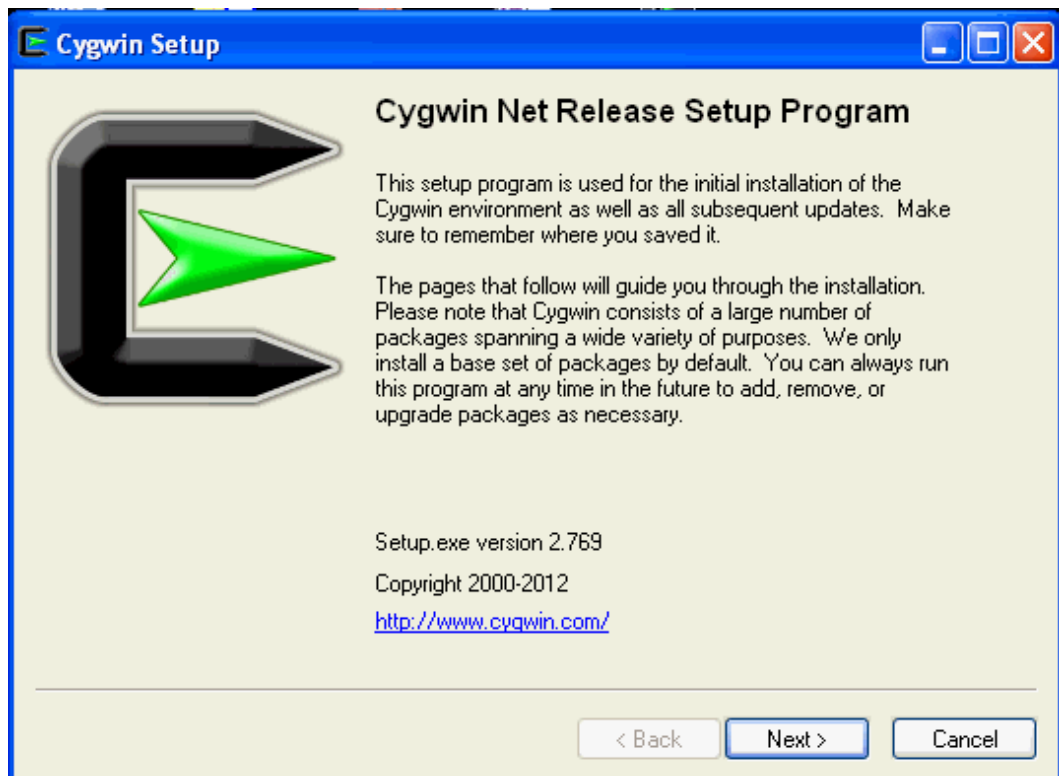 Cygwin Setup
Cygwin Net Release Setup Program
This setup program is used for the initial installation of the
Cygwin environment as well as all subsequent updates.  Make
sure to remember where you saved it.
The pages that follow will guide you through the installation.
Please note that Cygwin consists of a large number of
packages spanning a wide variety of purposes.  We only
install a base set of packages by default.  You can always run
this program at any time in the future to add, remove, or
upgrade packages as necessary.
Setup.exe version 2.769
Copyright 2000-2012
http://www.cygwin.com/
< Back
Next >
Cancel